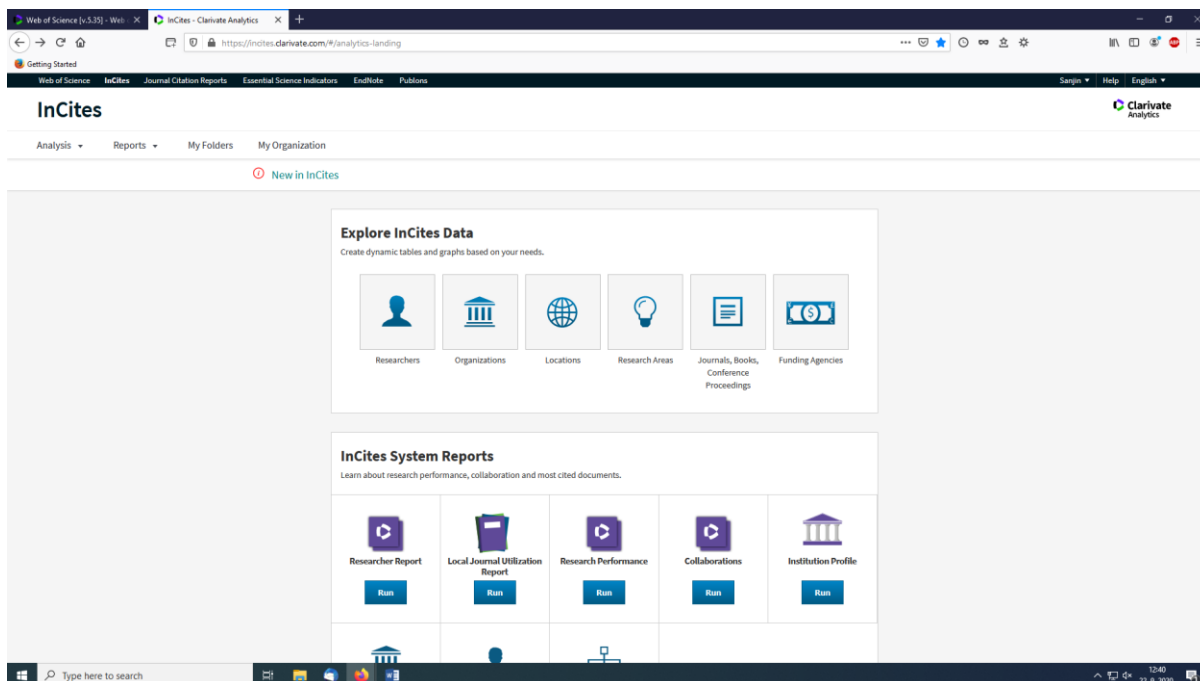 Web of Science [v.5.35] - Web
InCites - Clarivate Analytics
https://incites.clarivate.com/#/analytics-landing
Getting Started
Web of Science InCites Journal Citation Reports Essential Science Indicators EndNote Publons Sanjin Help English
InCites
Clarivate
Analytics
Analysis Reports My Folders My Organization
New in InCites
Explore InCites Data
Create dynamic tables and graphs based on your needs.
Researchers Organizations Locations Research Areas Journals, Books, Funding Agencies
Conference
Proceedings
InCites System Reports
Learn about research performance, collaboration and most cited documents.
Researcher Report Local Journal Utilization Research Performance Collaborations Institution Profile
Report
Run Run Run Run Run
Type here to search
12:40